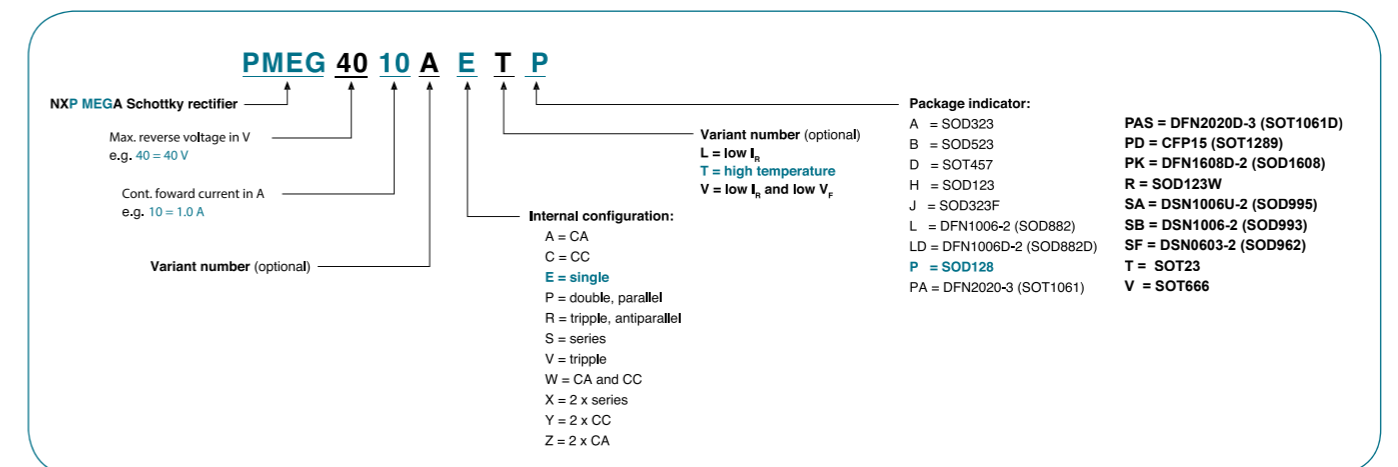 PMEG 40 10 A E T P
NXP MEGA Schottky rectifier
Max. reverse voltage in V
e.g. 40 = 40 V
Cont. foward current in A
e.g. 10 = 1.0 A
Variant number (optional)
Internal configuration:
A = CA
C = CC
E = single
P = double, parallel
R = tripple, antiparallel
S = series
V = tripple
W = CA and CC
X = 2 x series
Y = 2 x CC
Z = 2 x CA
Variant number (optional)
L = low IR
T = high temperature
V = low IR and low VF
Package indicator:
A = SOD323
B = SOD523
D = SOT457
H = SOD123
J = SOD323F
L = DFN1006-2 (SOD882)
LD = DFN1006D-2 (SOD882D)
P = SOD128
PA = DFN2020-3 (SOT1061)
PAS = DFN2020D-3 (SOT1061D)
PD = CFP15 (SOT1289)
PK = DFN1608D-2 (SOD1608)
R = SOD123W
SA = DSN1006U-2 (SOD995)
SB = DSN1006-2 (SOD993)
SF = DSN0603-2 (SOD962)
T = SOT23
V = SOT666